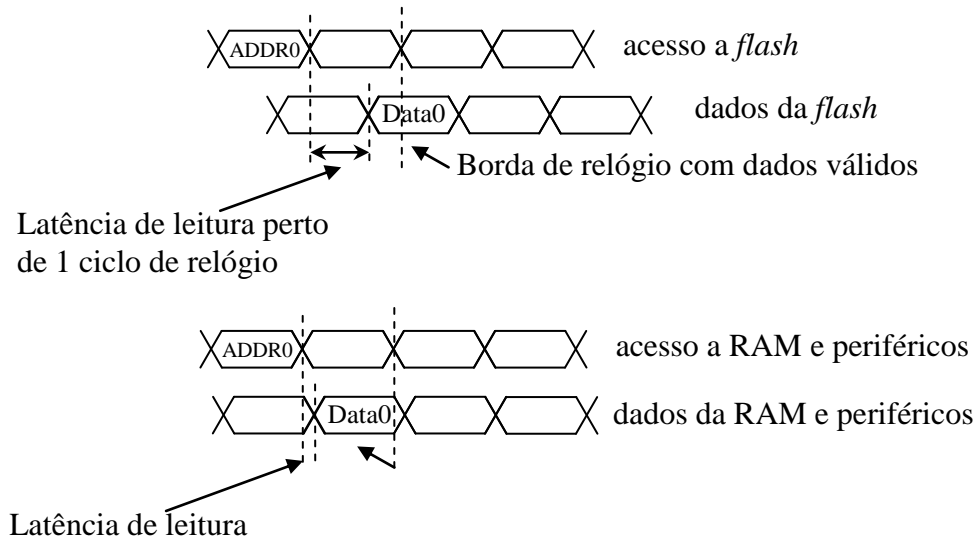 ADDR0
acesso a flash
Data0
dados da flash
Borda de relógio com dados válidos
Latência de leitura perto
de 1 ciclo de relógio
ADDR0
acesso a RAM e periféricos
Data0
dados da RAM e periféricos
Latência de leitura